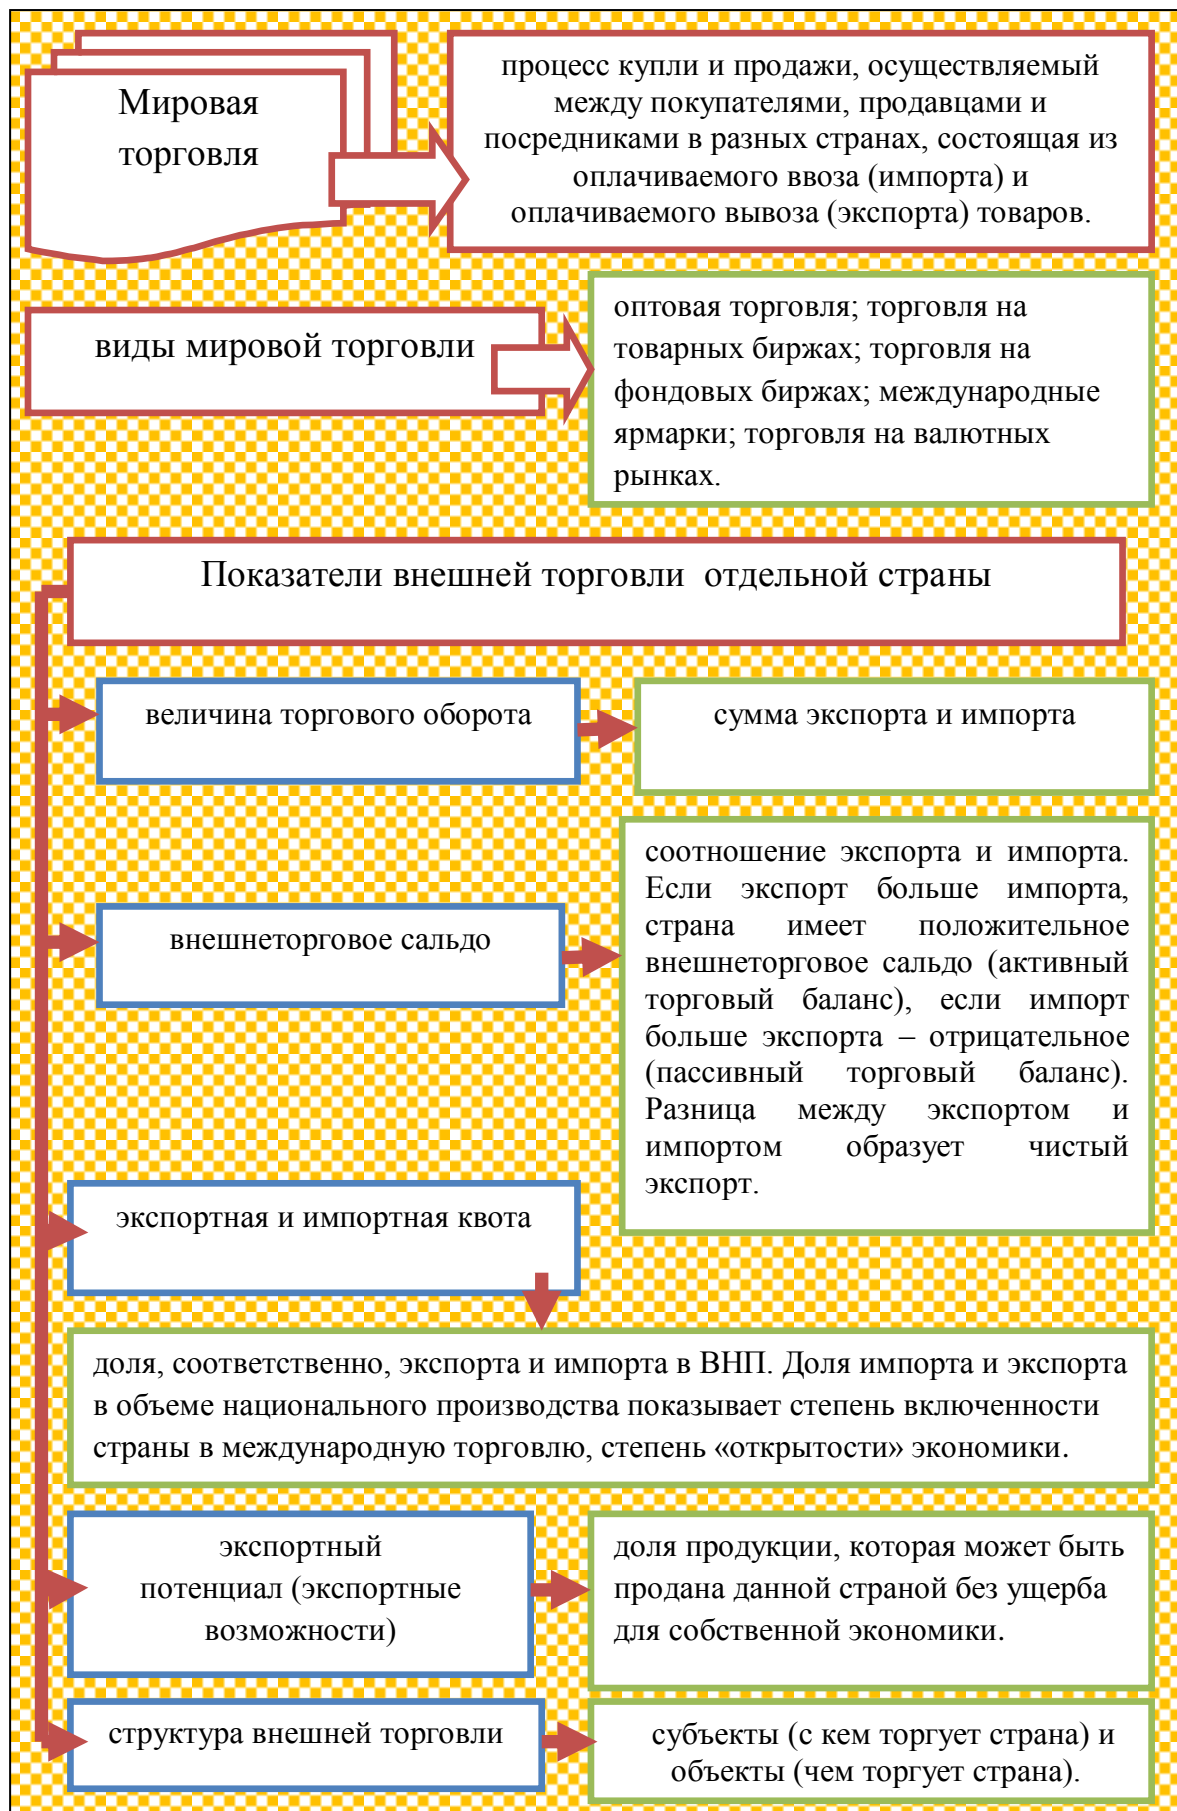 Мировая
торговля
процесс купли и продажи, осуществляемый
между покупателями, продавцами и
посредниками в разных странах, состоящая из
оплачиваемого ввоза (импорта) и
оплачиваемого вывоза (экспорта) товаров.
виды мировой торговли
оптовая торговля; торговля на
товарных биржах; торговля на
фондовых биржах; международные
ярмарки; торговля на валютных
рынках.
Показатели внешней торговли отдельной страны
величина торгового оборота
сумма экспорта и импорта
внешнеторговое сальдо
соотношение экспорта и импорта.
Если экспорт больше импорта,
страна имеет положительное
внешнеторговое сальдо (активный
торговый баланс), если импорт
больше экспорта – отрицательное
(пассивный торговый баланс).
Разница между экспортом и
импортом образует чистый
экспорт.
экспортная и импортная квота
доля, соответственно, экспорта и импорта в ВНП. Доля импорта и экспорта
в объеме национального производства показывает степень включенности
страны в международную торговлю, степень «открытости» экономики.
экспортный
потенциал (экспортные
возможности)
доля продукции, которая может быть
продана данной страной без ущерба
для собственной экономики.
структура внешней торговли
субъекты (с кем торгует страна) и
объекты (чем торгует страна).